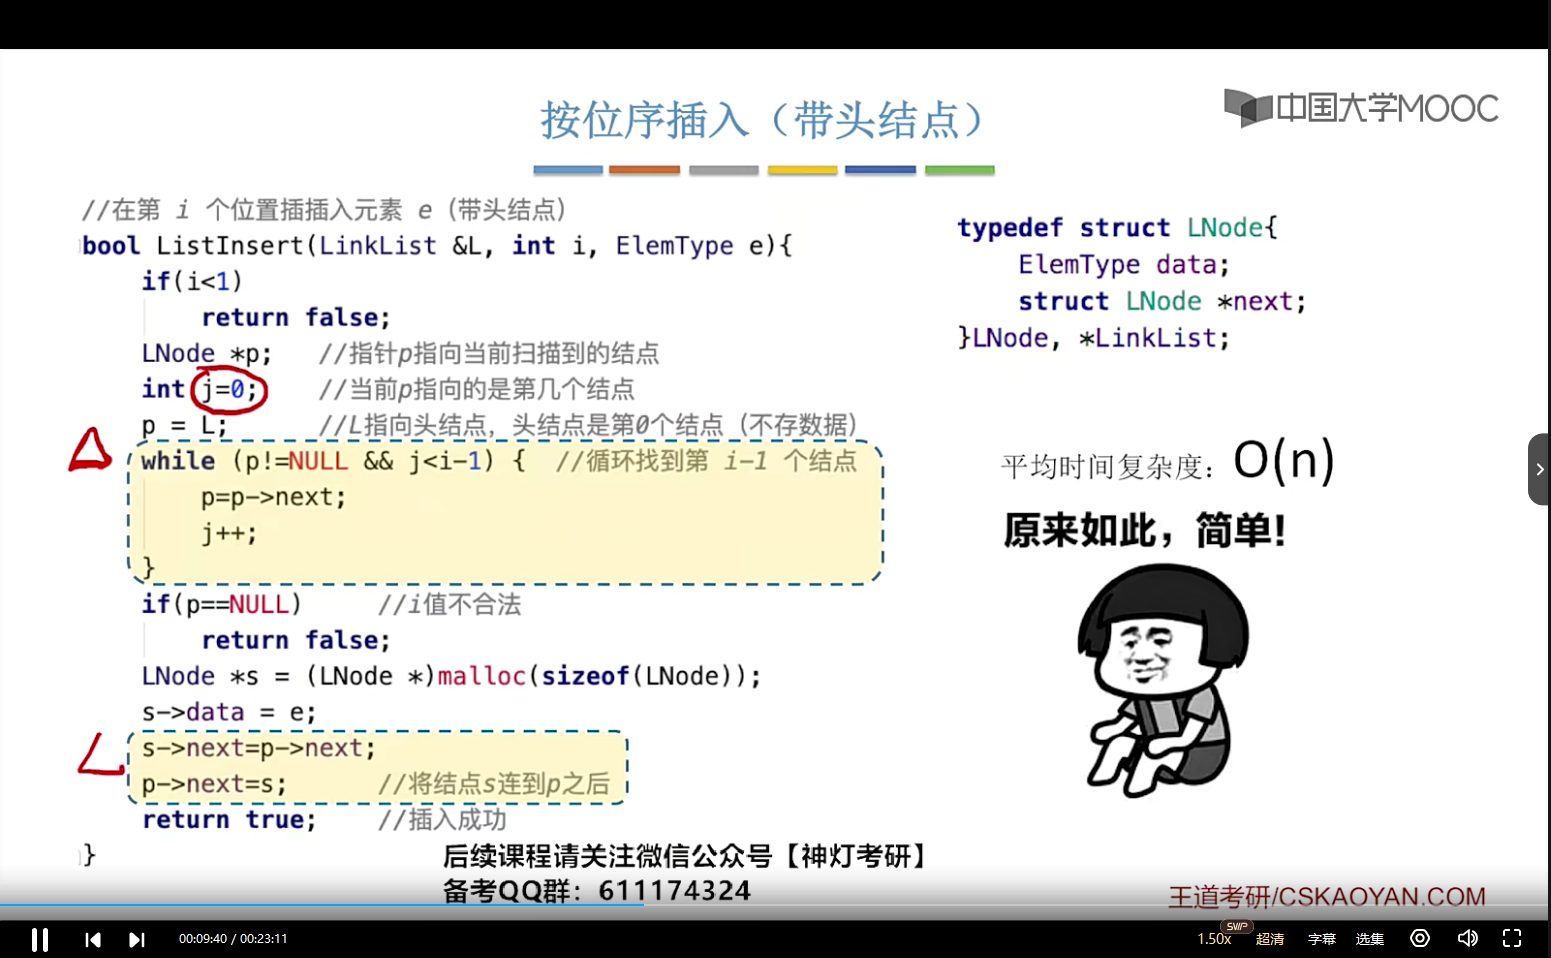 中国大学MOOC
按位序插入（带头结点）
//在第 i 个位置插插入元素 e（带头结点）
bool ListInsert(LinkList &L, int i, ElemType e){
if(i<1)
return false;
LNode *p; //指针p指向当前扫描到的结点
int j=0; //当前p指向的是第几个结点
p = L; //L指向头结点，头结点是第0个结点（不存数据）
while (p!=NULL && j<i-1) { //循环找到第 i-1 个结点
p=p->next;
j++;
}
if(p==NULL) //i值不合法
return false;
LNode *s = (LNode *)malloc(sizeof(LNode));
s->data = e;
s->next=p->next;
p->next=s; //将结点s连到p之后
return true; //插入成功
}
typedef struct LNode{
ElemType data;
struct LNode *next;
}LNode, *LinkList;
平均时间复杂度：O(n)
原来如此，简单！
后续课程请关注微信公众号【神灯考研】
备考QQ群：611174324
王道考研/CSKAOYAN.COM
00:09:40 / 00:23:11
SVIP
1.50x 超清 字幕 选集